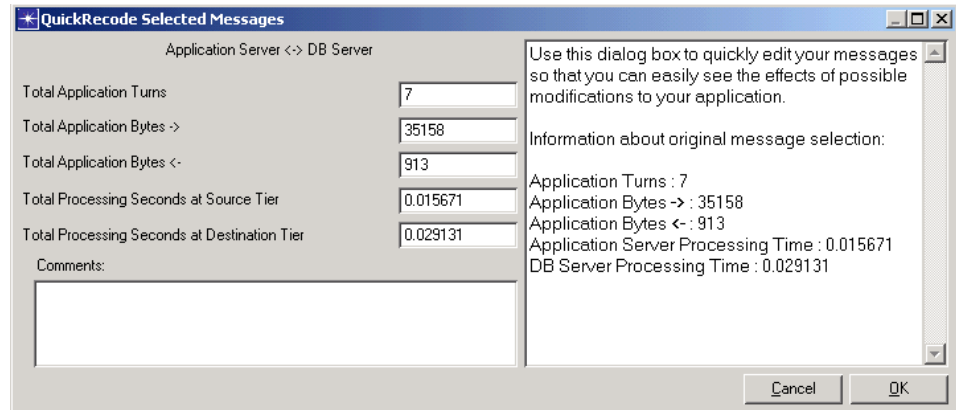 QuickRecode Selected Messages
Application Server <-> DB Server
Total Application Turns
7
Total Application Bytes ->
35158
Total Application Bytes <-
913
Total Processing Seconds at Source Tier
0.015671
Total Processing Seconds at Destination Tier
0.029131
Comments:
Use this dialog box to quickly edit your messages
so that you can easily see the effects of possible
modifications to your application.
Information about original message selection:
Application Turns : 7
Application Bytes -> : 35158
Application Bytes <- : 913
Application Server Processing Time : 0.015671
DB Server Processing Time : 0.029131
Cancel
OK